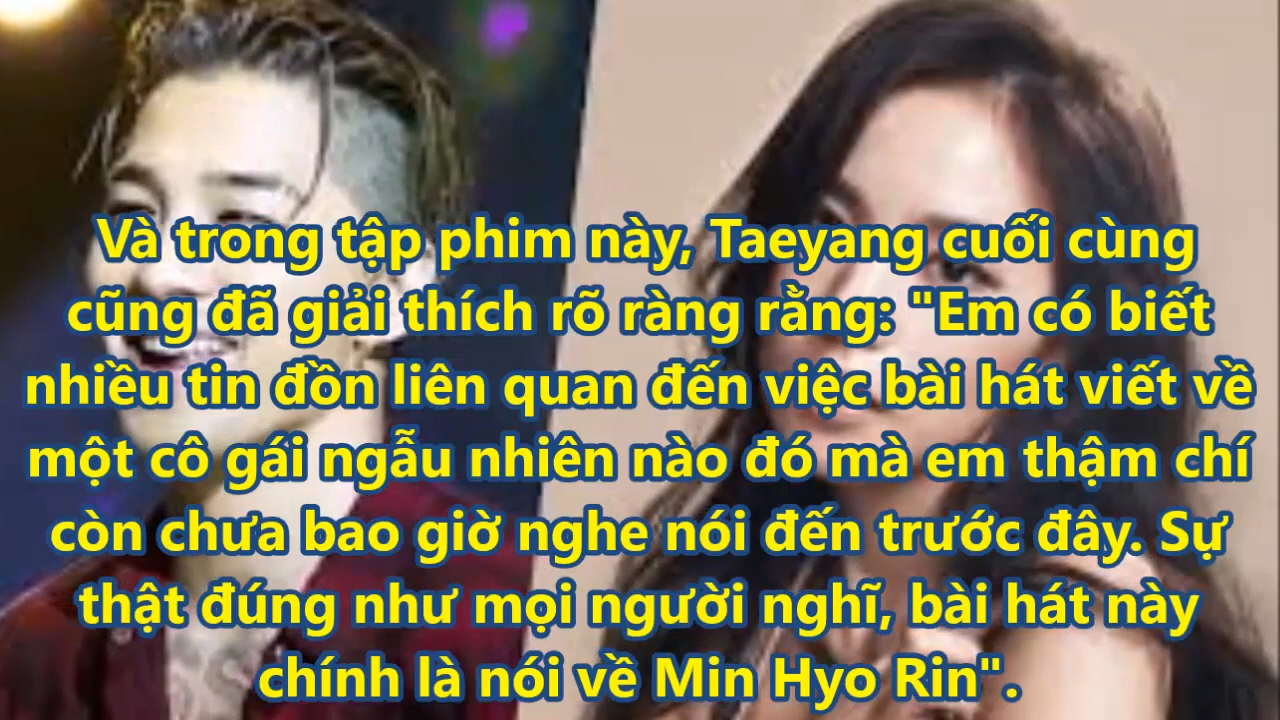 Và trong tập phim này, Taeyang cuối cùng
cũng đã giải thích rõ ràng rằng: "Em có biết
nhiều tin đồn liên quan đến việc bài hát viết về
một cô gái ngẫu nhiên nào đó mà em thậm chí
còn chưa bao giờ nghe nói đến trước đây. Sự
thật đúng như mọi người nghĩ, bài hát này
chính là nói về Min Hyo Rin".